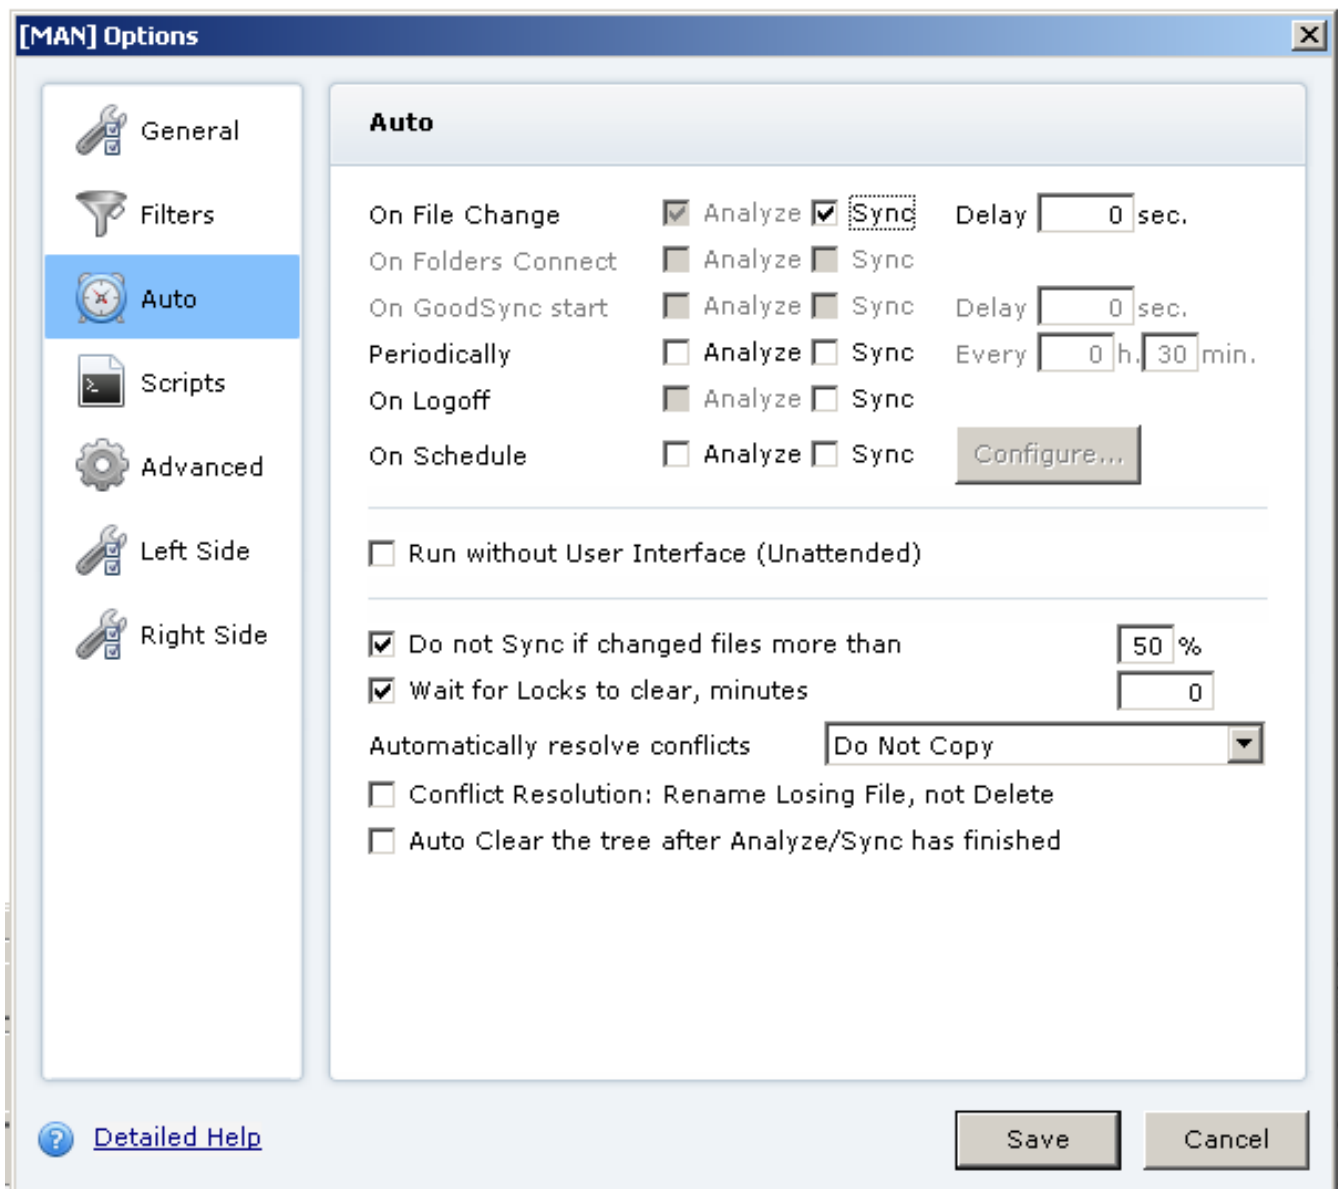 [MAN] Options
General
Filters
Auto
Scripts
Advanced
Left Side
Right Side
Auto
On File Change Analyze Sync Delay 0 sec.
On Folders Connect Analyze Sync
On GoodSync start Analyze Sync Delay 0 sec.
Periodically Analyze Sync Every 0 h. 30 min.
On Logoff Analyze Sync
On Schedule Analyze Sync Configure...
Run without User Interface (Unattended)
Do not Sync if changed files more than 50 %
Wait for Locks to clear, minutes 0
Automatically resolve conflicts Do Not Copy
Conflict Resolution: Rename Losing File, not Delete
Auto Clear the tree after Analyze/Sync has finished
Detailed Help Save Cancel